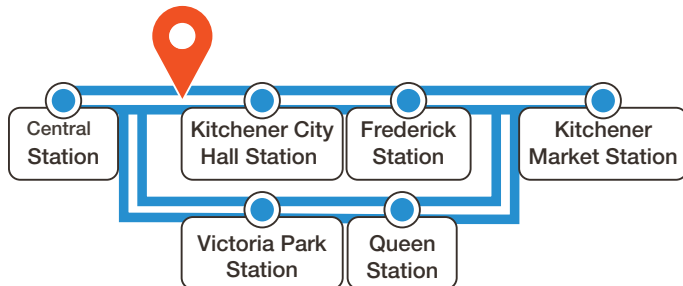 Central
Station
Kitchener City
Hall Station
Frederick
Station
Kitchener
Market Station
Victoria Park
Station
Queen
Station